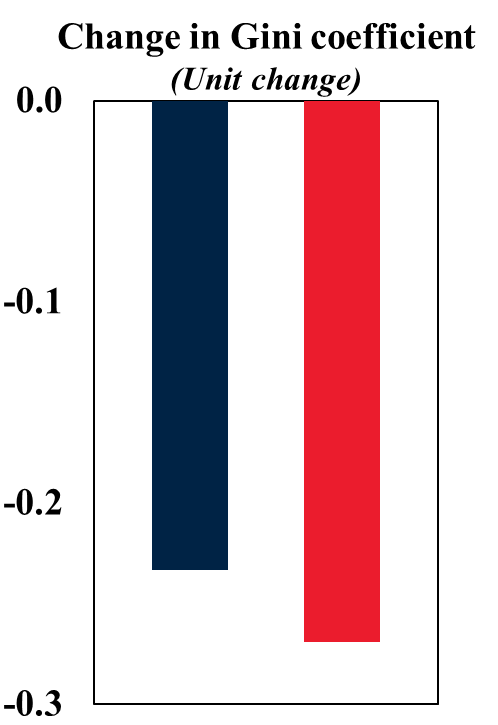 Change in Gini coefficient
(Unit change)
0.0
-0.1
-0.2
-0.3